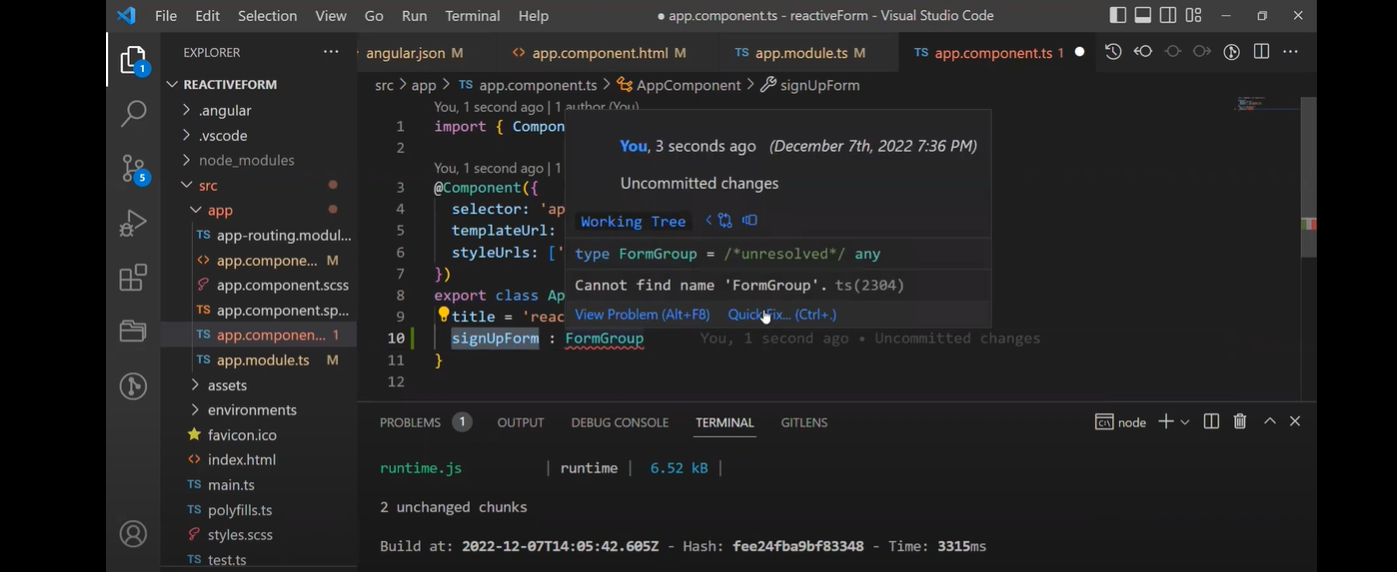 File Edit Selection View Go Run Terminal Help
● app.component.ts - reactiveForm - Visual Studio Code
EXPLORER ...
angular.json M
<> app.component.html M
TS app.module.ts M
TS app.component.ts 1 ●
REACTIVEFORM
.angular
.vscode
node_modules
src
app
TS app-routing.modul...
<> app.compone... M
app.component.scss
TS app.component.sp...
TS app.componen... 1
TS app.module.ts M
assets
environments
favicon.ico
<> index.html
TS main.ts
TS polyfills.ts
styles.scss
TS test.ts
1
5
src > app > TS app.component.ts > AppComponent > signUpForm
You, 1 second ago | 1 author (You)
1 import { Compon
2
You, 1 second ago | 1
3 @Component({
4 selector: 'ap
5 templateUrl:
6 styleUrls: ['
7 })
8 export class Ap
9 title = 'reac
10 signUpForm : FormGroup You, 1 second ago • Uncommitted changes
11 }
12
You, 3 seconds ago (December 7th, 2022 7:36 PM)
Uncommitted changes
Working Tree
type FormGroup = /*unresolved*/ any
Cannot find name 'FormGroup'. ts(2304)
View Problem (Alt+F8) Quick Fix... (Ctrl+.)
PROBLEMS 1 OUTPUT DEBUG CONSOLE TERMINAL GITLENS
node
runtime.js | runtime | 6.52 kB |
2 unchanged chunks
Build at: 2022-12-07T14:05:42.605Z - Hash: fee24fba9bf83348 - Time: 3315ms